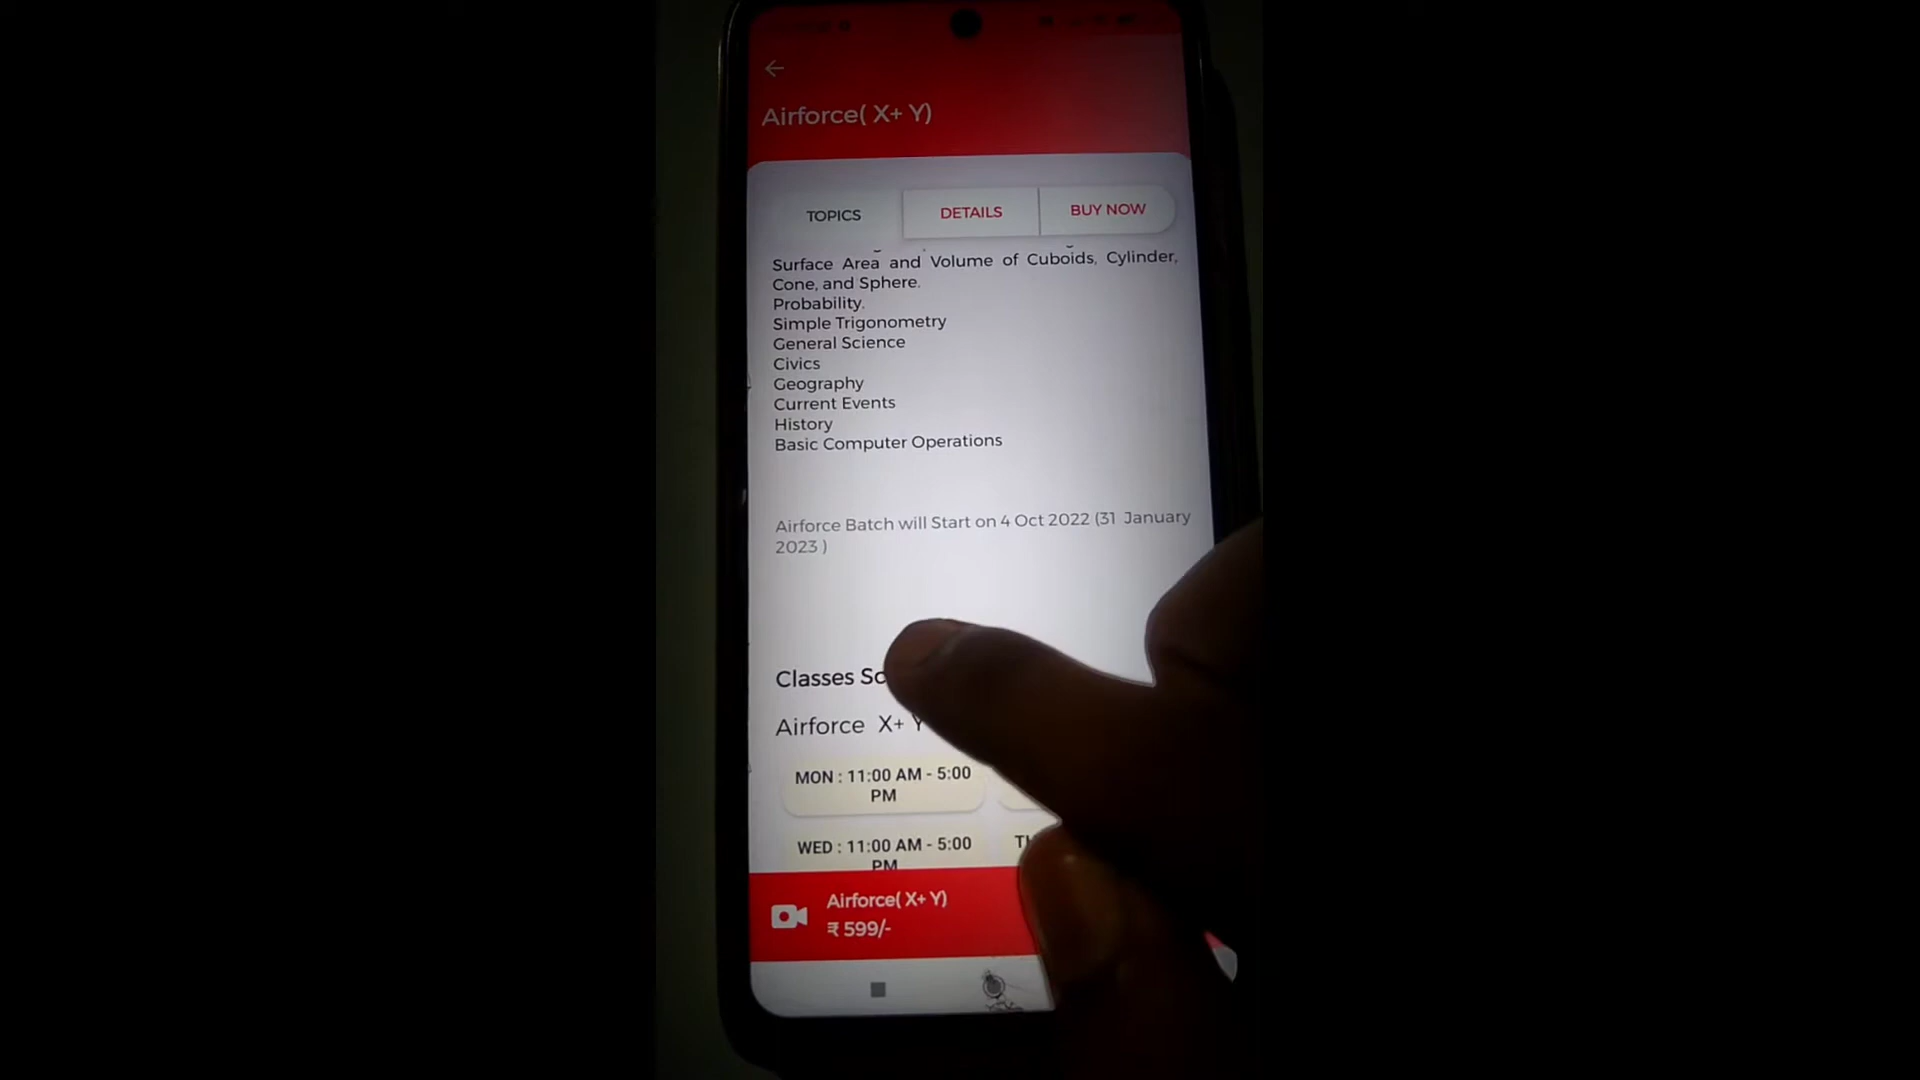 Airforce( X+ Y)
TOPICS
DETAILS
BUY NOW
Surface Area and Volume of Cuboids, Cylinder,
Cone, and Sphere.
Probability.
Simple Trigonometry
General Science
Civics
Geography
Current Events
History
Basic Computer Operations
Airforce Batch will Start on 4 Oct 2022 (31 January
2023 )
Classes
Airforce X+ Y
MON : 11:00 AM - 5:00
PM
WED : 11:00 AM - 5:00
PM
Airforce( X+ Y)
₹ 599/-